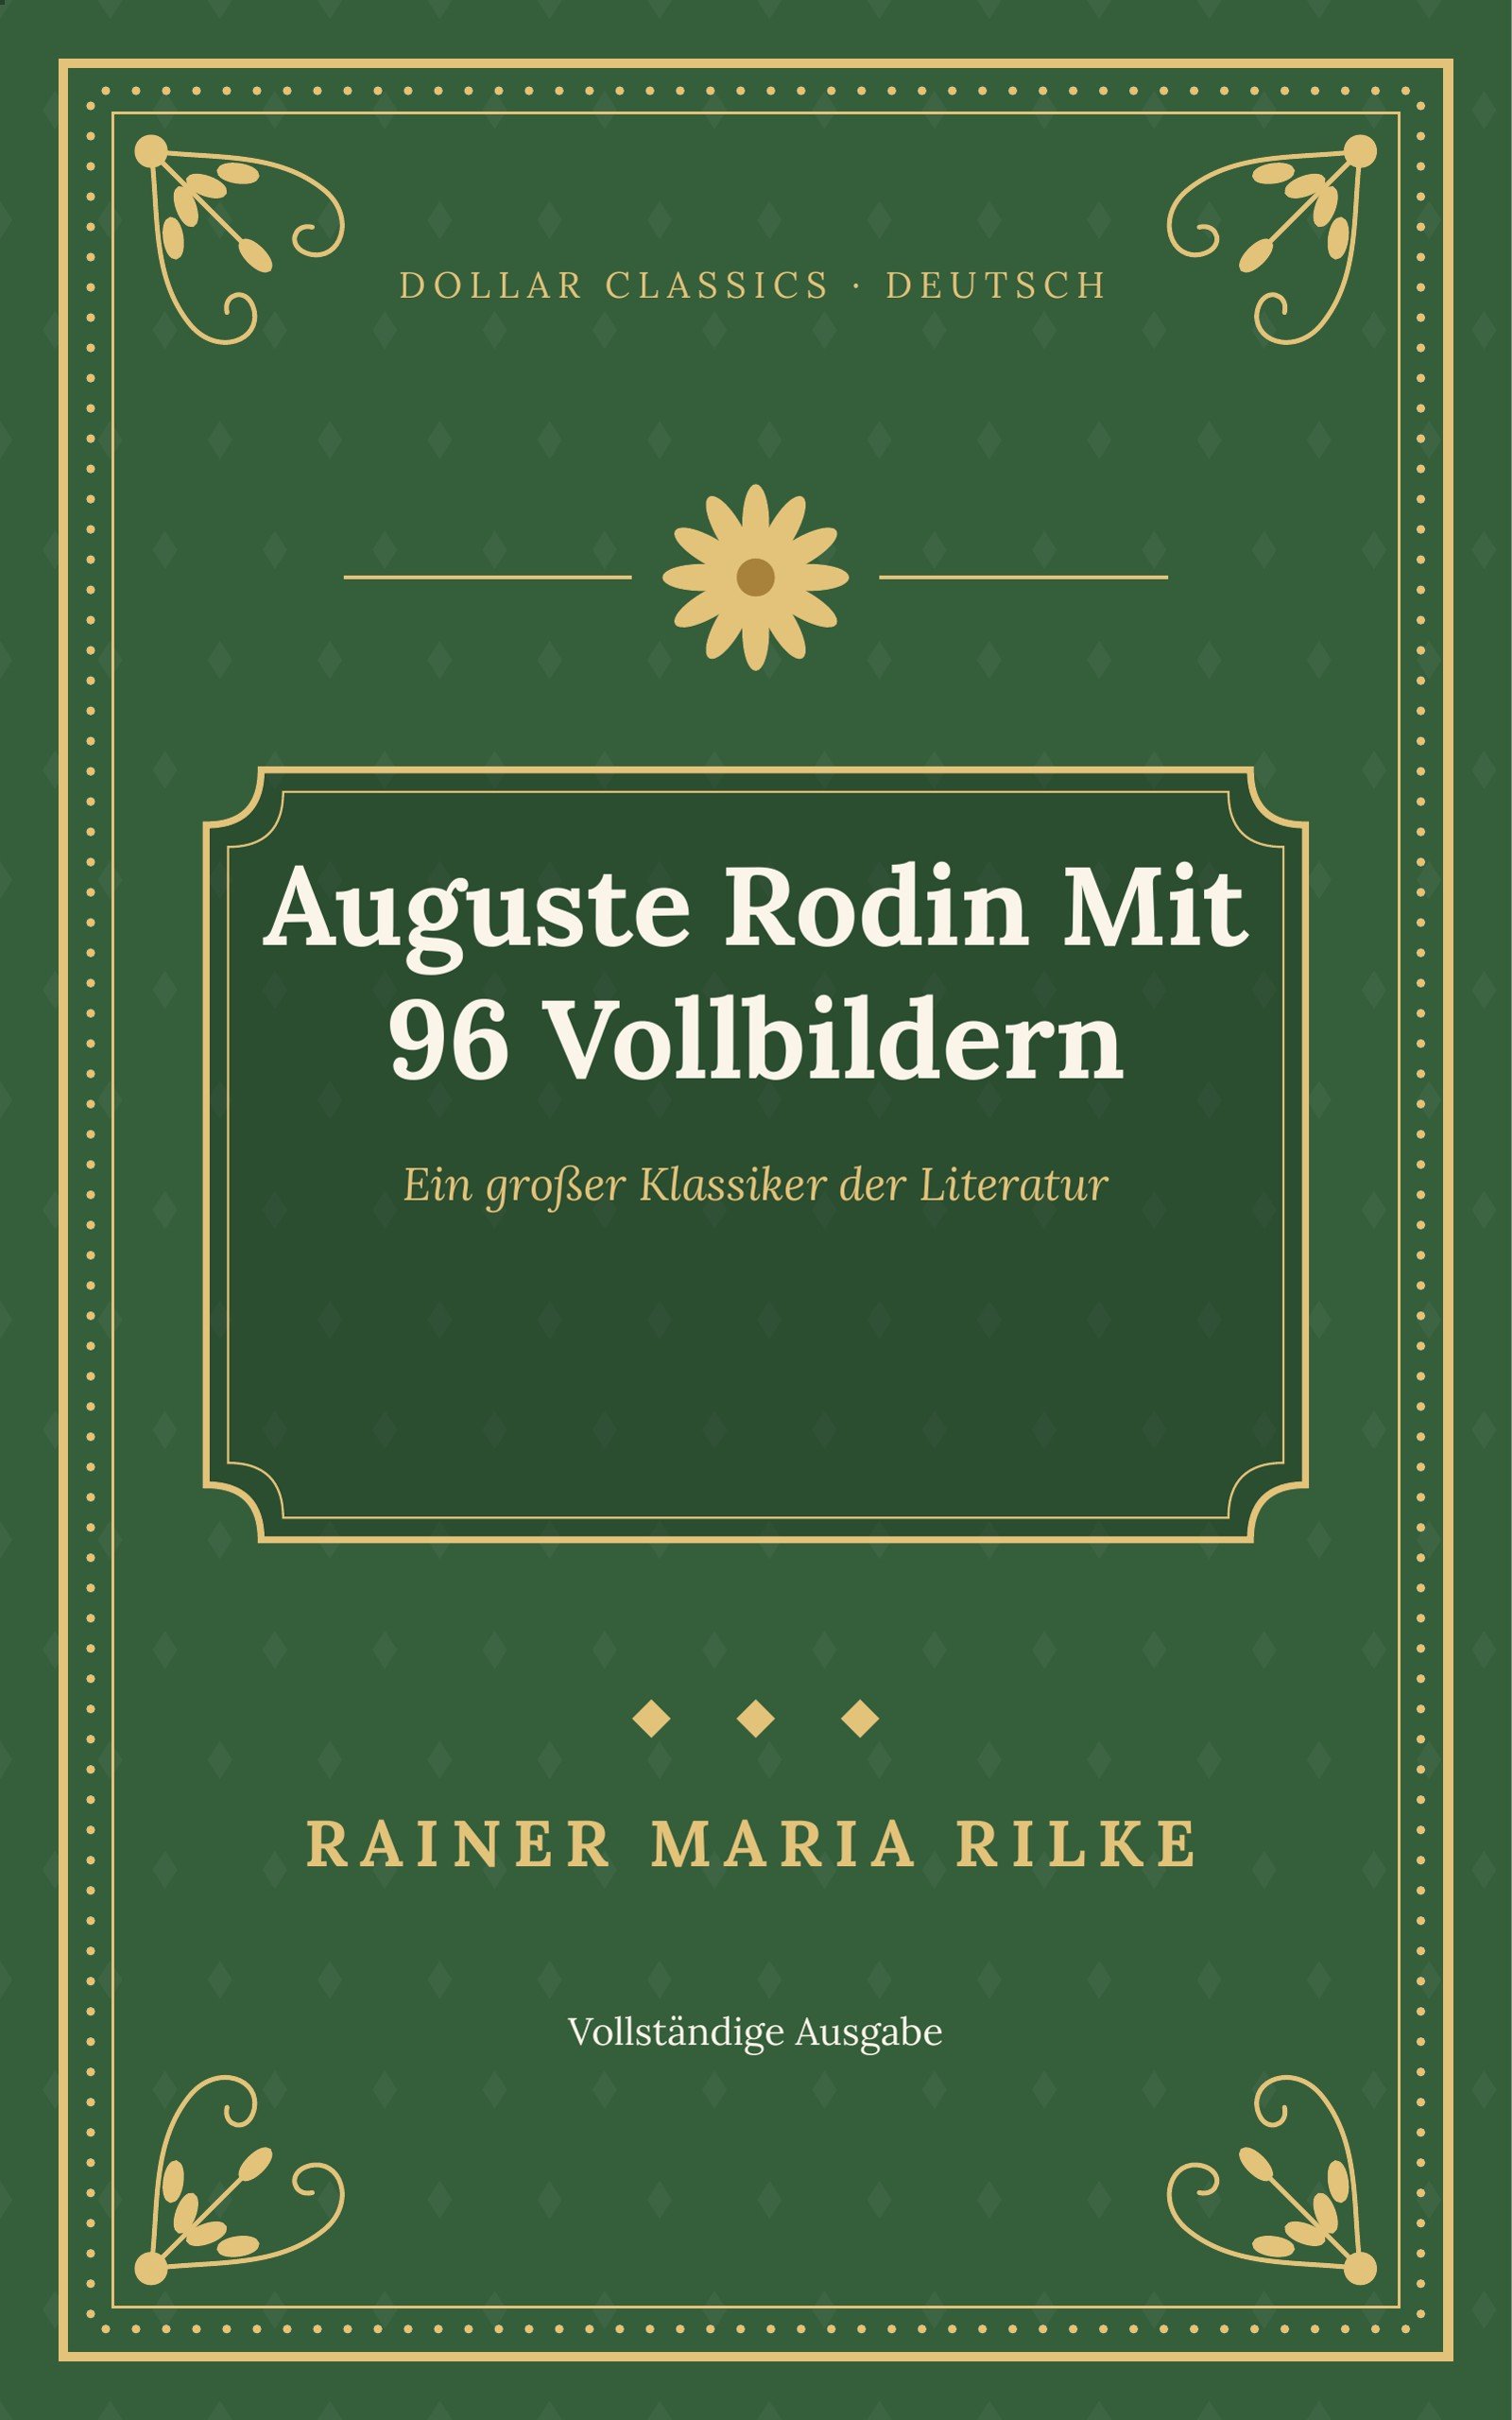 DOLLAR CLASSICS · DEUTSCH
Auguste Rodin Mit
96 Vollbildern
Ein großer Klassiker der Literatur
RAINER MARIA RILKE
Vollständige Ausgabe